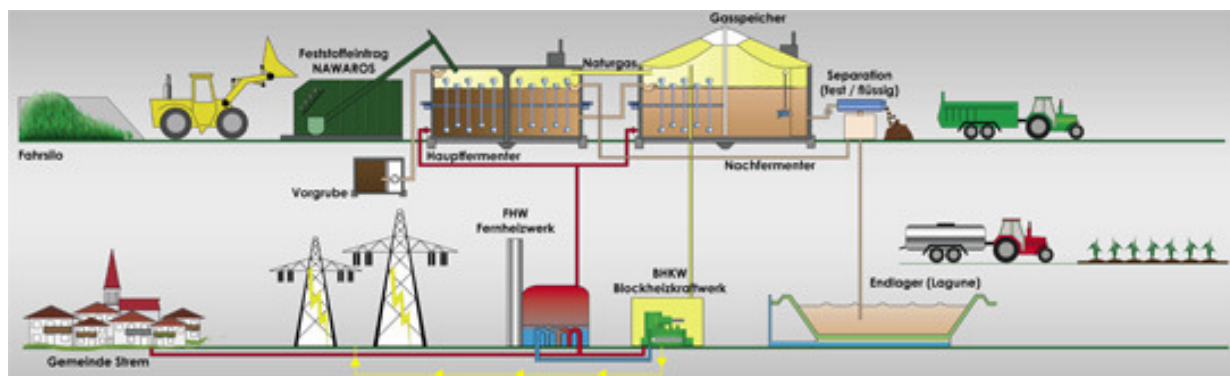 Gasspeicher
Feststoffeintrag
NAWAROS
Naturgas
Separation
(fest / flüssig)
Fahrsilo
Hauptfermenter
Nachfermenter
Vorgrube
FHW
Fernheizwerk
BHKW
Blockheizkraftwerk
Endlager (Lagune)
Gemeinde Strem